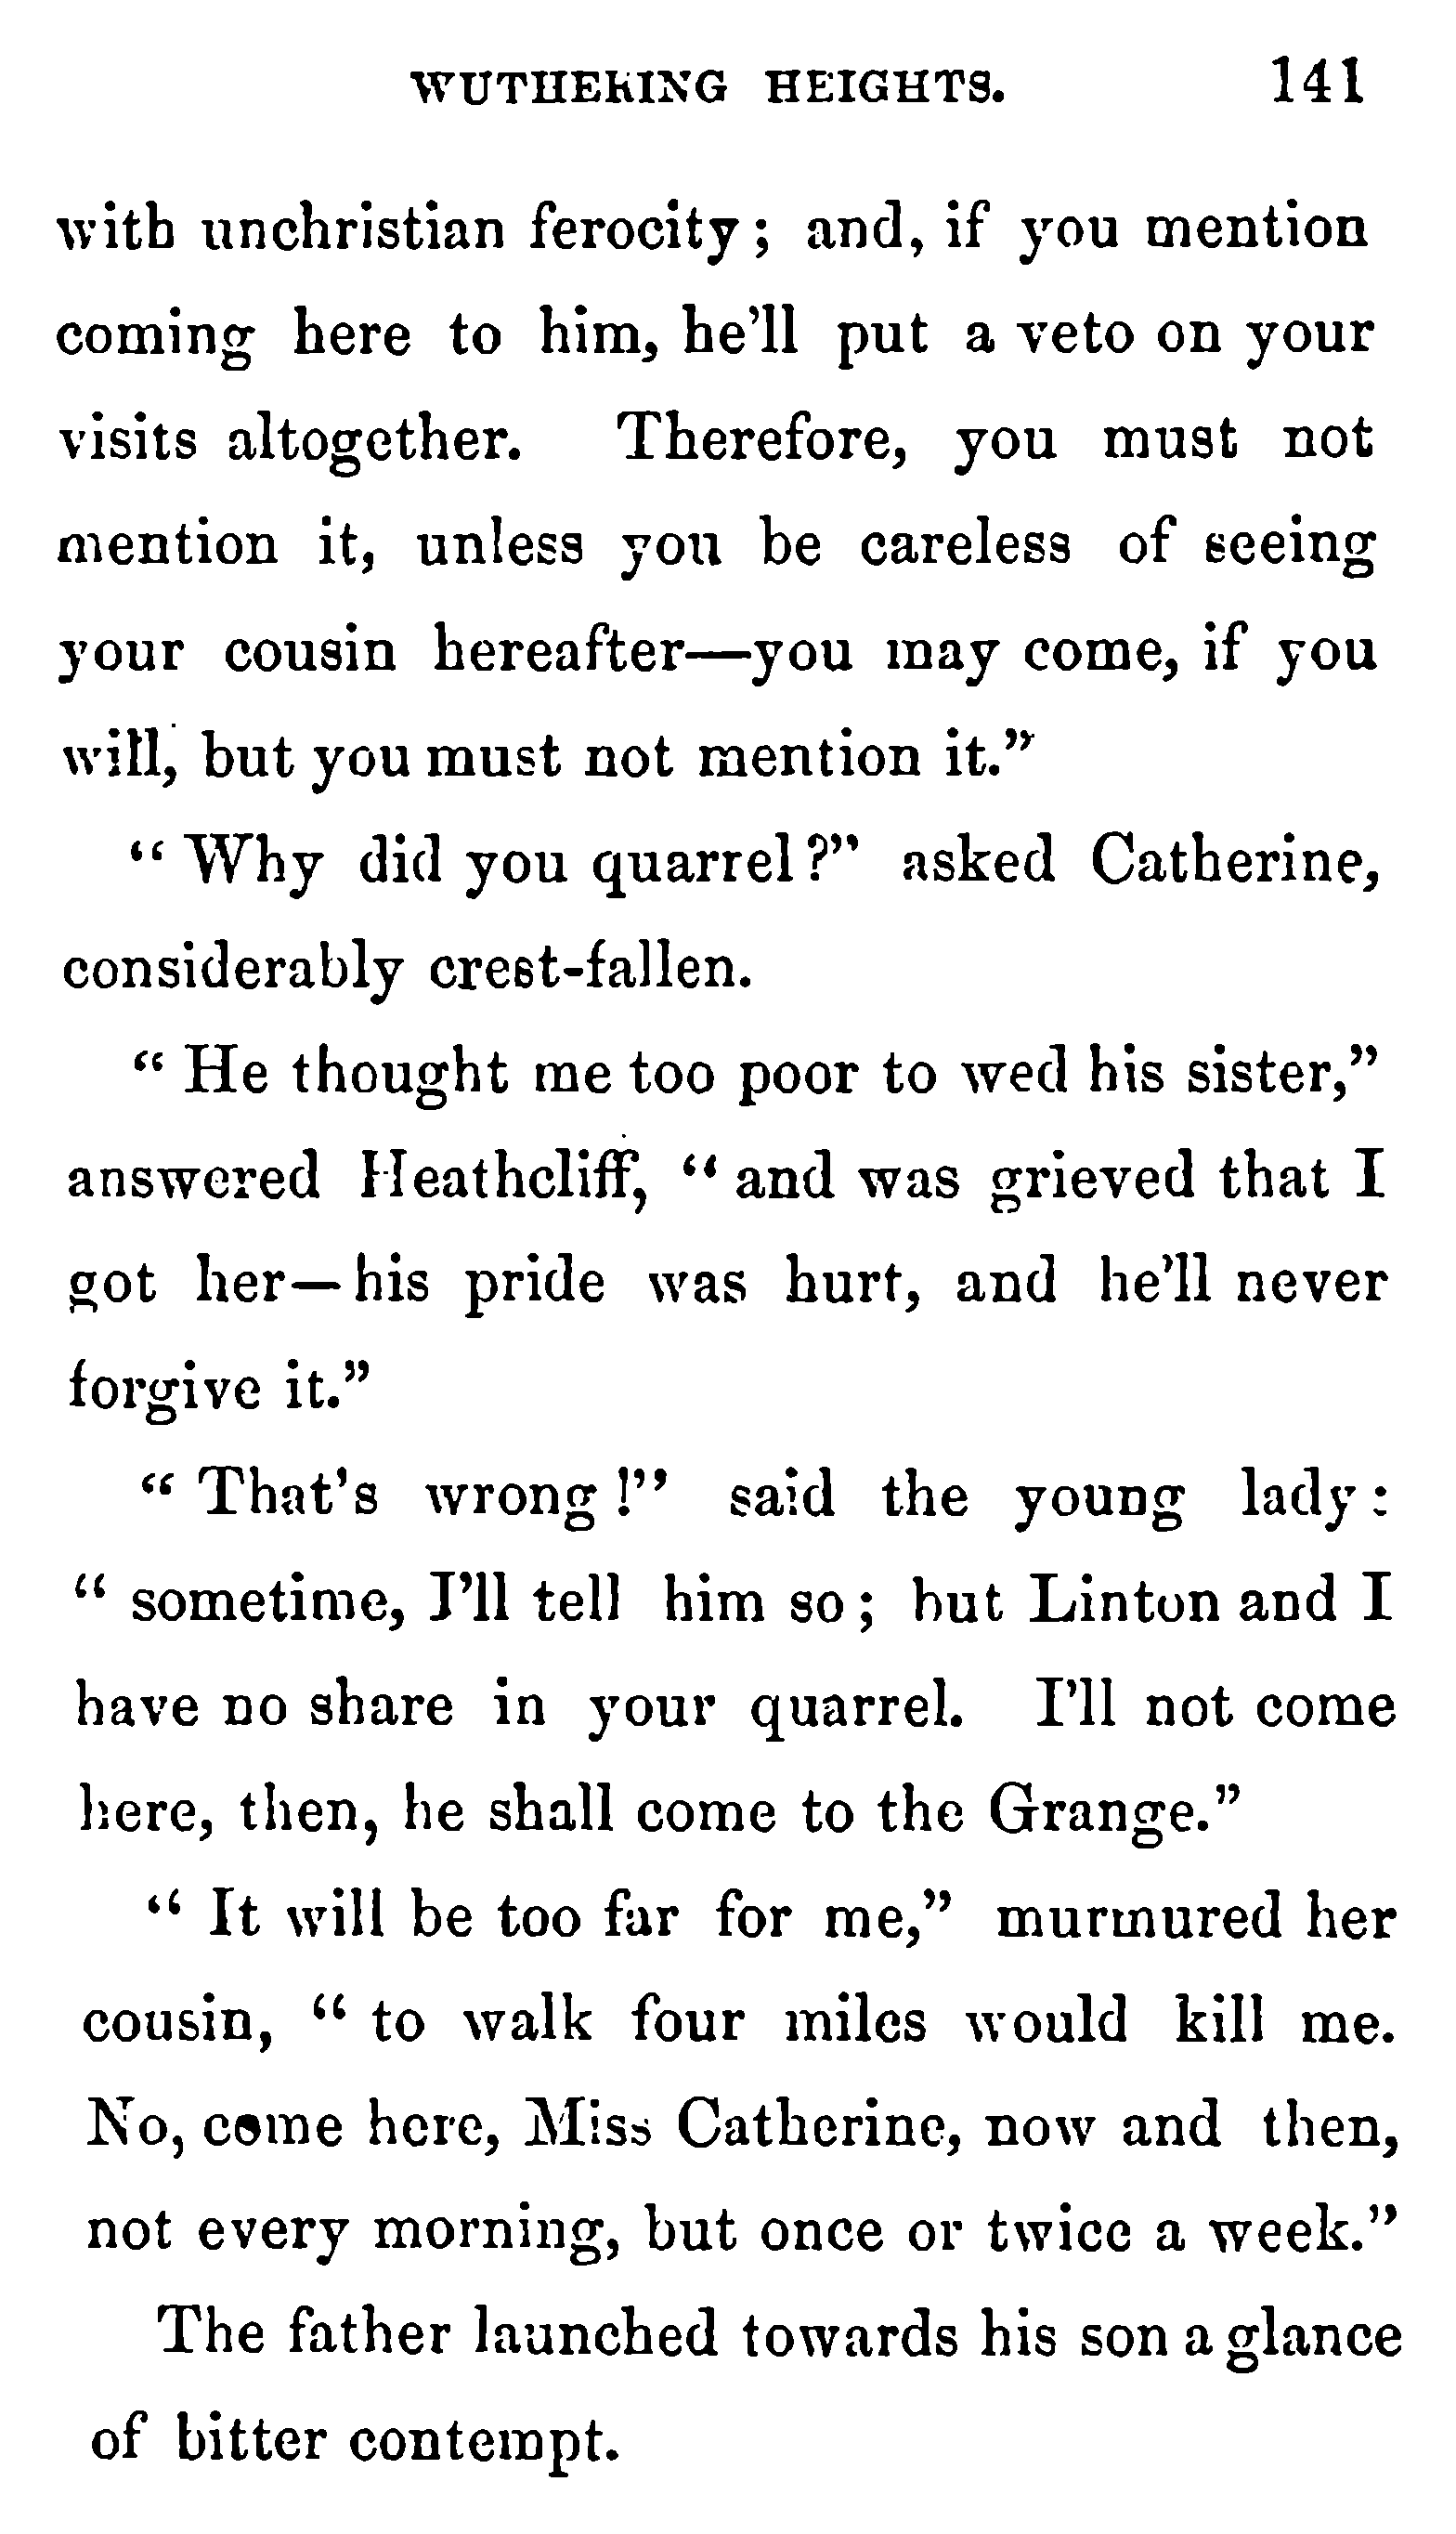 WUTHERING HEIGHTS. 141
with unchristian ferocity; and, if you mention
coming here to him, he'll put a veto on your
visits altogether. Therefore, you must not
mention it, unless you be careless of seeing
your cousin hereafter—you may come, if you
will, but you must not mention it."
"Why did you quarrel?" asked Catherine,
considerably crest-fallen.
"He thought me too poor to wed his sister,"
answered Heathcliff, "and was grieved that I
got her—his pride was hurt, and he'll never
forgive it."
"That's wrong!" said the young lady:
"sometime, I'll tell him so; but Linton and I
have no share in your quarrel. I'll not come
here, then, he shall come to the Grange."
"It will be too far for me," murmured her
cousin, "to walk four miles would kill me.
No, come here, Miss Catherine, now and then,
not every morning, but once or twice a week."
The father launched towards his son a glance
of bitter contempt.